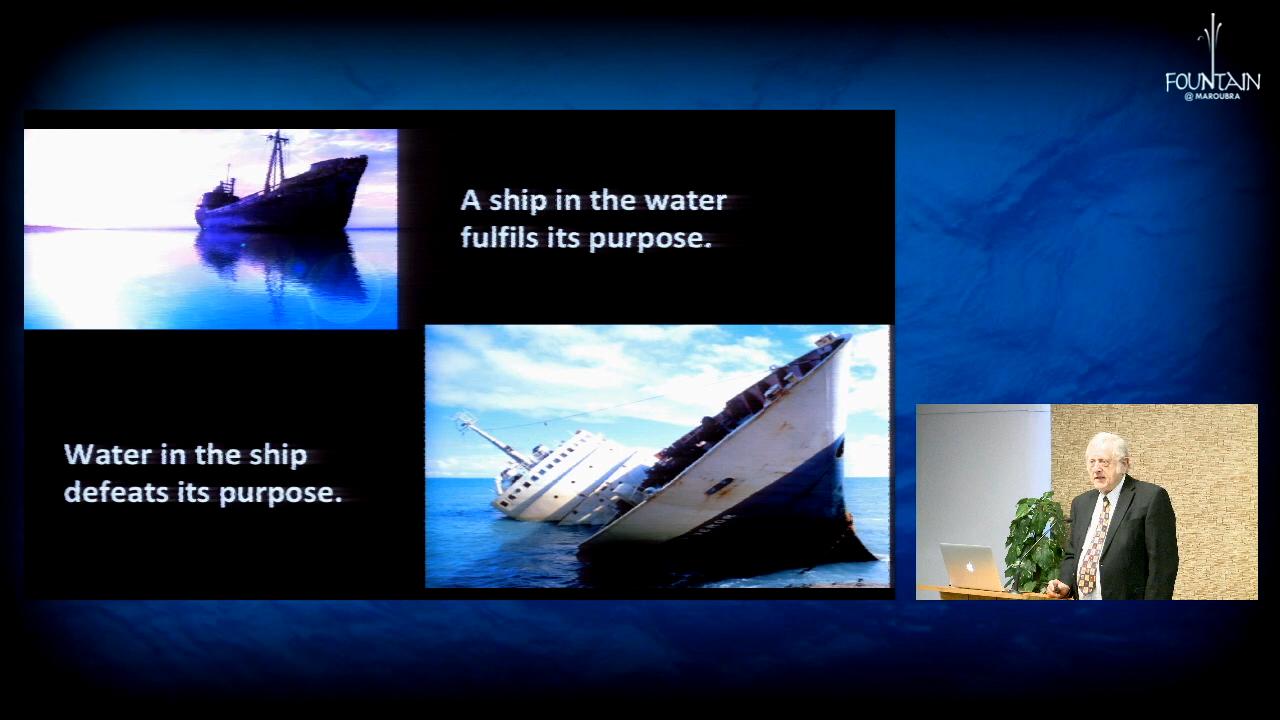 FOUNTAIN
@ MAROUBRA
A ship in the water
fulfils its purpose.
Water in the ship
defeats its purpose.